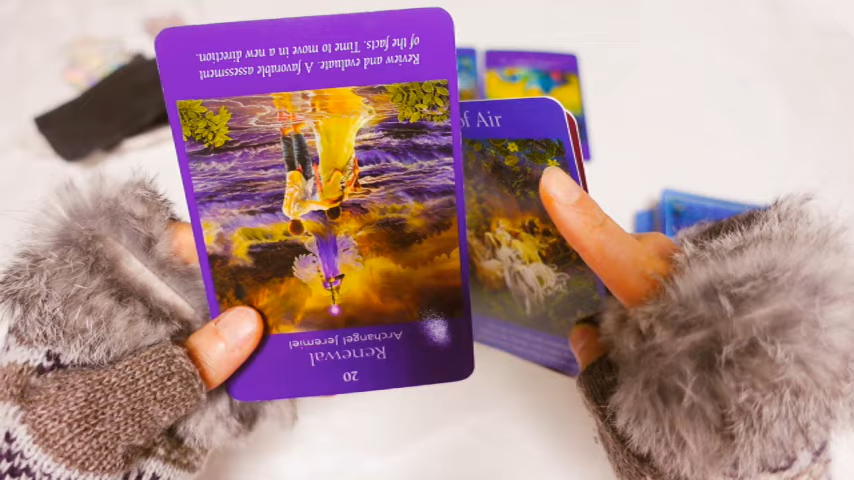 20
Renewal
Archangel Jeremiel
Review and evaluate. A favorable assessment
of the facts. Time to move in a new direction.
of Air